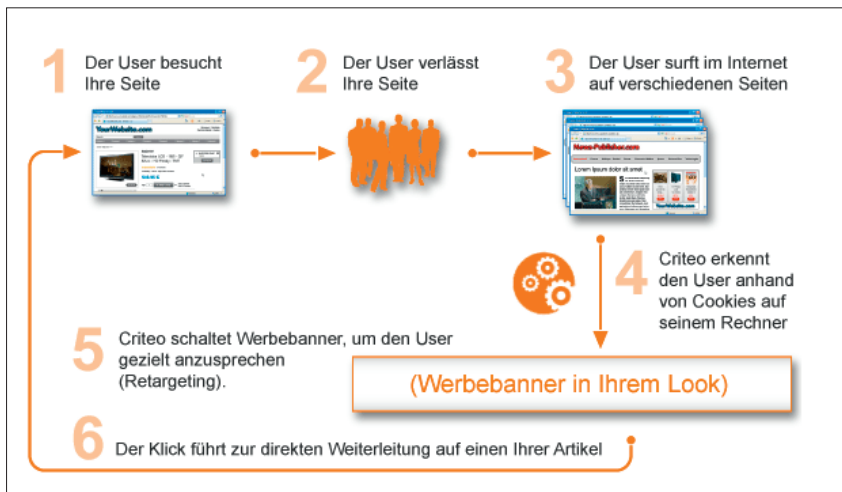 1
Der User besucht
Ihre Seite
2
Der User verlässt
Ihre Seite
3
Der User surft im Internet
auf verschiedenen Seiten
YourWebsite.com
News-Publisher.com
Lorem Ipsum dolor sit amet
YourWebsite.com
4
Criteo erkennt
den User anhand
von Cookies auf
seinem Rechner
5
Criteo schaltet Werbebanner, um den User
gezielt anzusprechen
(Retargeting).
(Werbebanner in Ihrem Look)
6
Der Klick führt zur direkten Weiterleitung auf einen Ihrer Artikel